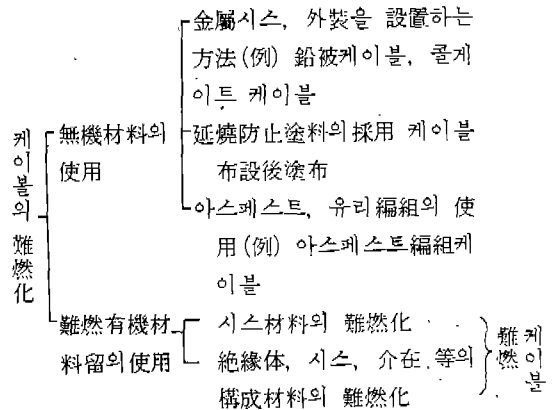 케이블의 難燃化
無機材料의
使用
金屬시스, 外裝을 設置하는
方法(例) 鉛被케이블, 콜게
이트 케이블
延燒防止塗料의 採用 케이블
布設後塗布
아스페스트, 유리編組의 使
用(例) 아스페스트編組케
이블
難燃有機材
料留의 使用
시스材料의 難燃化
絶緣体, 시스, 介在 等의
構成材料의 難燃化
難燃
케이블